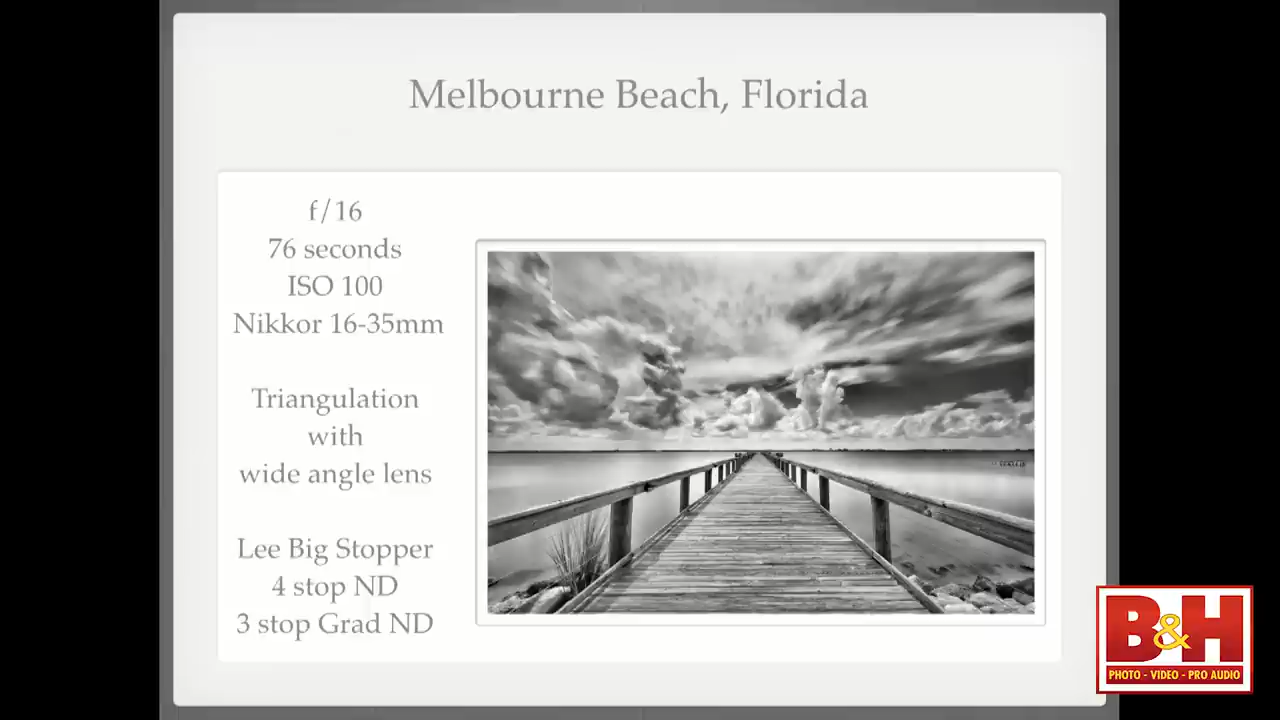 Melbourne Beach, Florida
f/16
76 seconds
ISO 100
Nikkor 16-35mm
Triangulation
with
wide angle lens
Lee Big Stopper
4 stop ND
3 stop Grad ND
B&H
PHOTO - VIDEO - PRO AUDIO